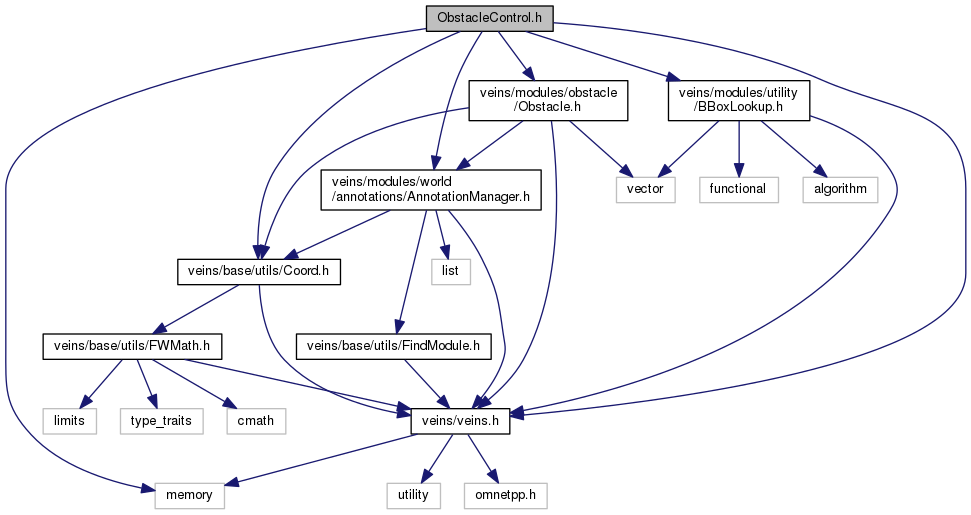 ObstacleControl.h
veins/modules/obstacle
/Obstacle.h
veins/modules/utility
/BBoxLookup.h
veins/modules/world
/annotations/AnnotationManager.h
vector
functional
algorithm
veins/base/utils/Coord.h
list
veins/base/utils/FWMath.h
veins/base/utils/FindModule.h
limits
type_traits
cmath
veins/veins.h
memory
utility
omnetpp.h